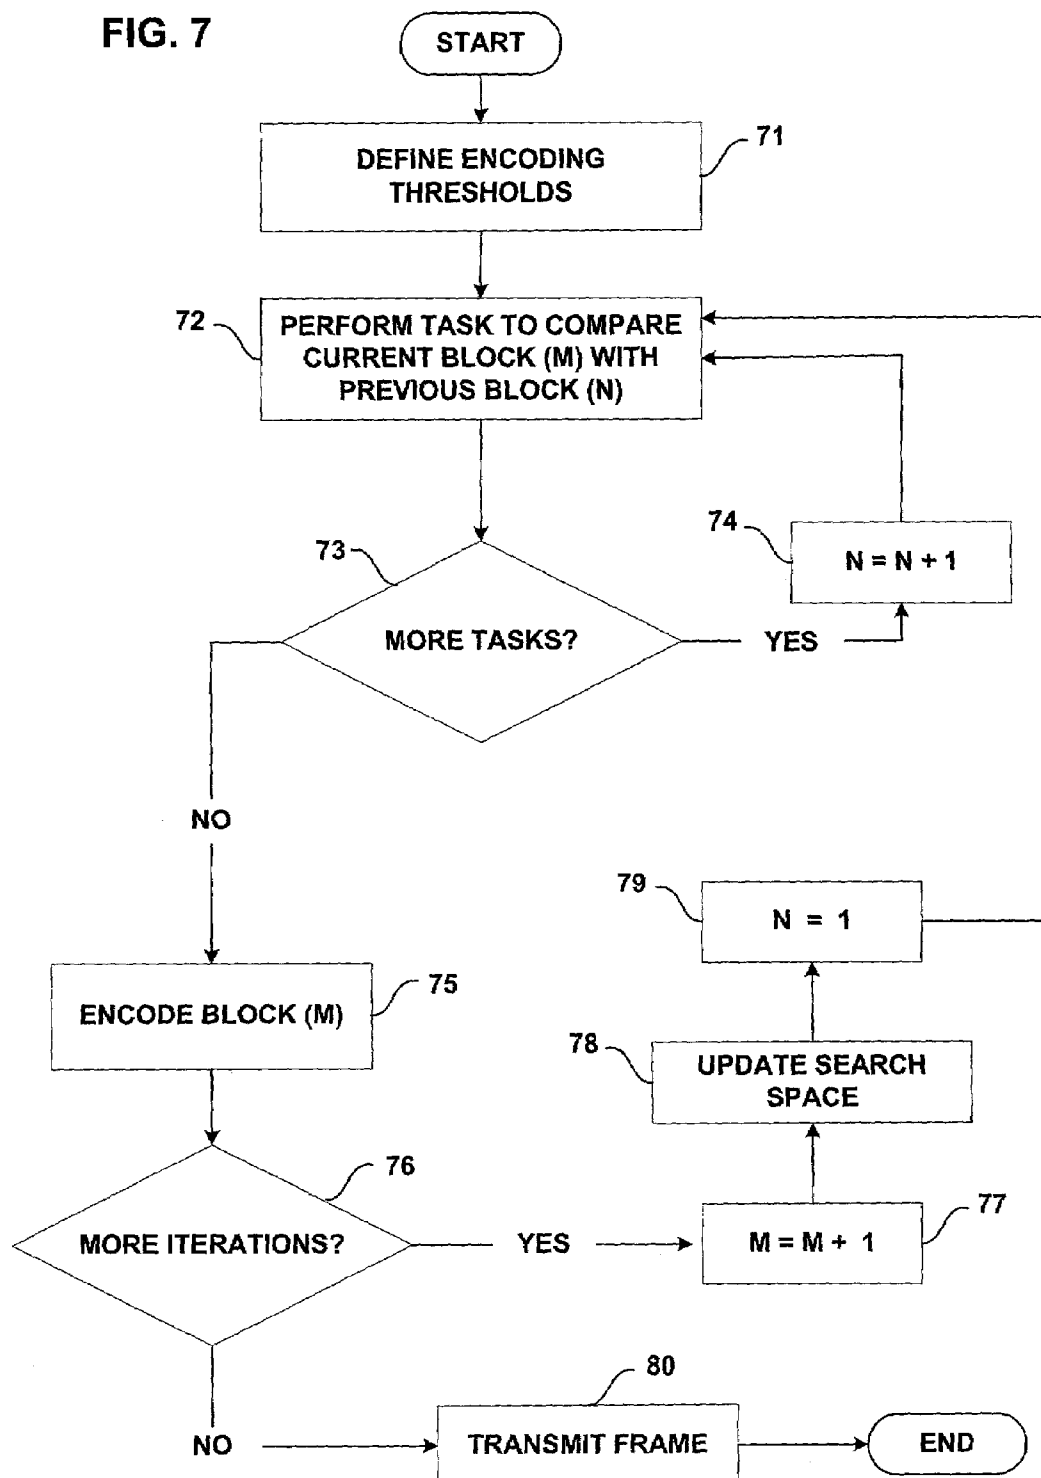 FIG. 7
START
71
DEFINE ENCODING
THRESHOLDS
72
PERFORM TASK TO COMPARE
CURRENT BLOCK (M) WITH
PREVIOUS BLOCK (N)
74
N = N + 1
73
MORE TASKS?
YES
NO
79
N = 1
75
ENCODE BLOCK (M)
78
UPDATE SEARCH
SPACE
76
MORE ITERATIONS?
YES
77
M = M + 1
80
NO
TRANSMIT FRAME
END